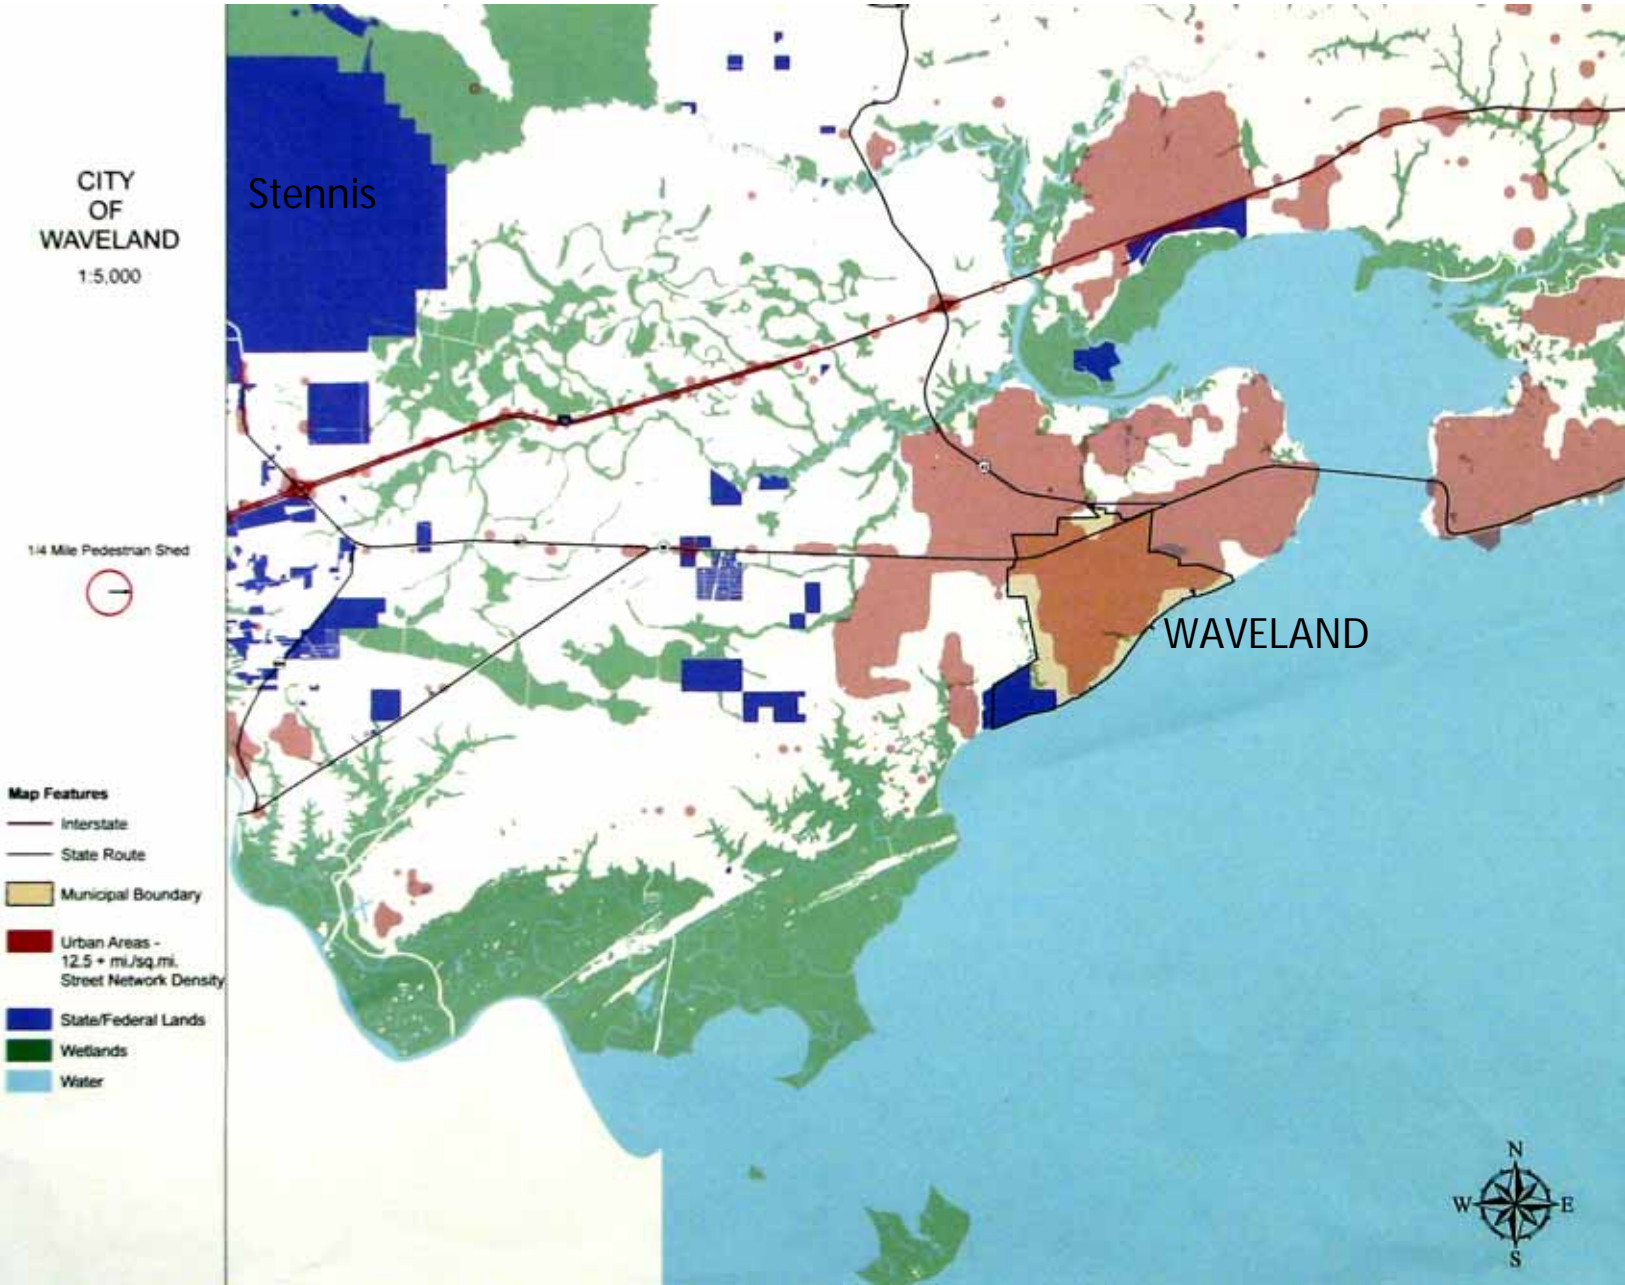 CITY
OF
WAVELAND
1:5,000
Stennis
1/4 Mile Pedestrian Shed
WAVELAND
Map Features
Interstate
State Route
Municipal Boundary
Urban Areas -
12.5 + mi./sq.mi.
Street Network Density
State/Federal Lands
Wetlands
Water
N
W
E
S